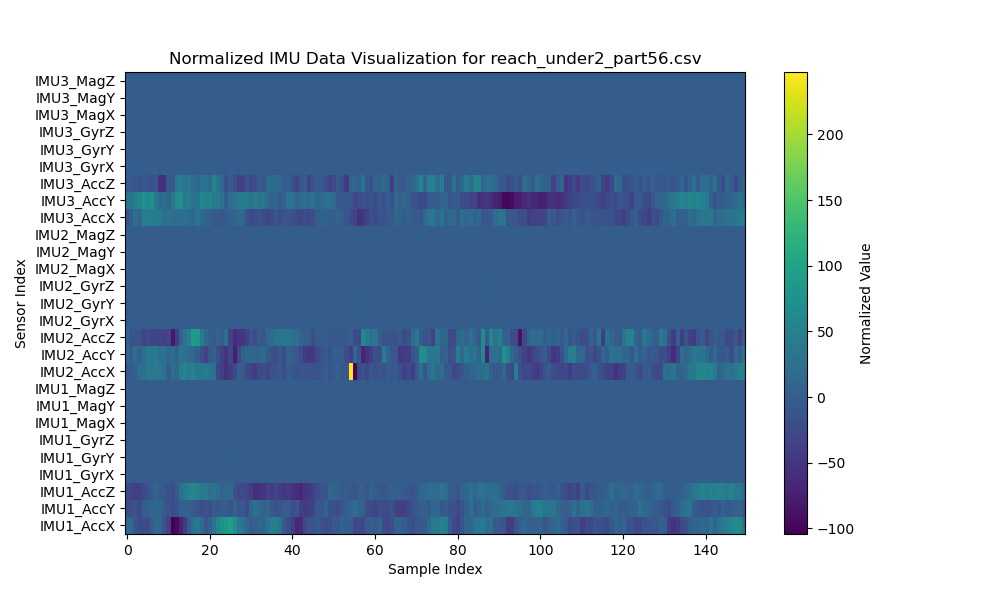 Normalized IMU Data Visualization for reach_under2_part56.csv
IMU3_MagZ
IMU3_MagY
IMU3_MagX
IMU3_GyrZ
IMU3_GyrY
IMU3_GyrX
IMU3_AccZ
IMU3_AccY
IMU3_AccX
IMU2_MagZ
IMU2_MagY
IMU2_MagX
IMU2_GyrZ
IMU2_GyrY
IMU2_GyrX
IMU2_AccZ
IMU2_AccY
IMU2_AccX
IMU1_MagZ
IMU1_MagY
IMU1_MagX
IMU1_GyrZ
IMU1_GyrY
IMU1_GyrX
IMU1_AccZ
IMU1_AccY
IMU1_AccX
Sensor Index
0 20 40 60 80 100 120 140
Sample Index
200
150
100
50
0
−50
−100
Normalized Value